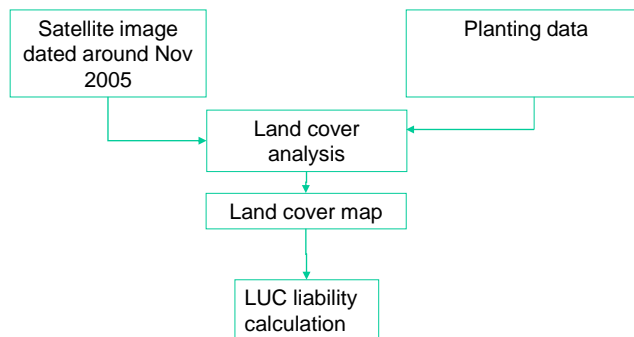 Satellite image
dated around Nov
2005
Planting data
Land cover
analysis
Land cover map
LUC liability
calculation